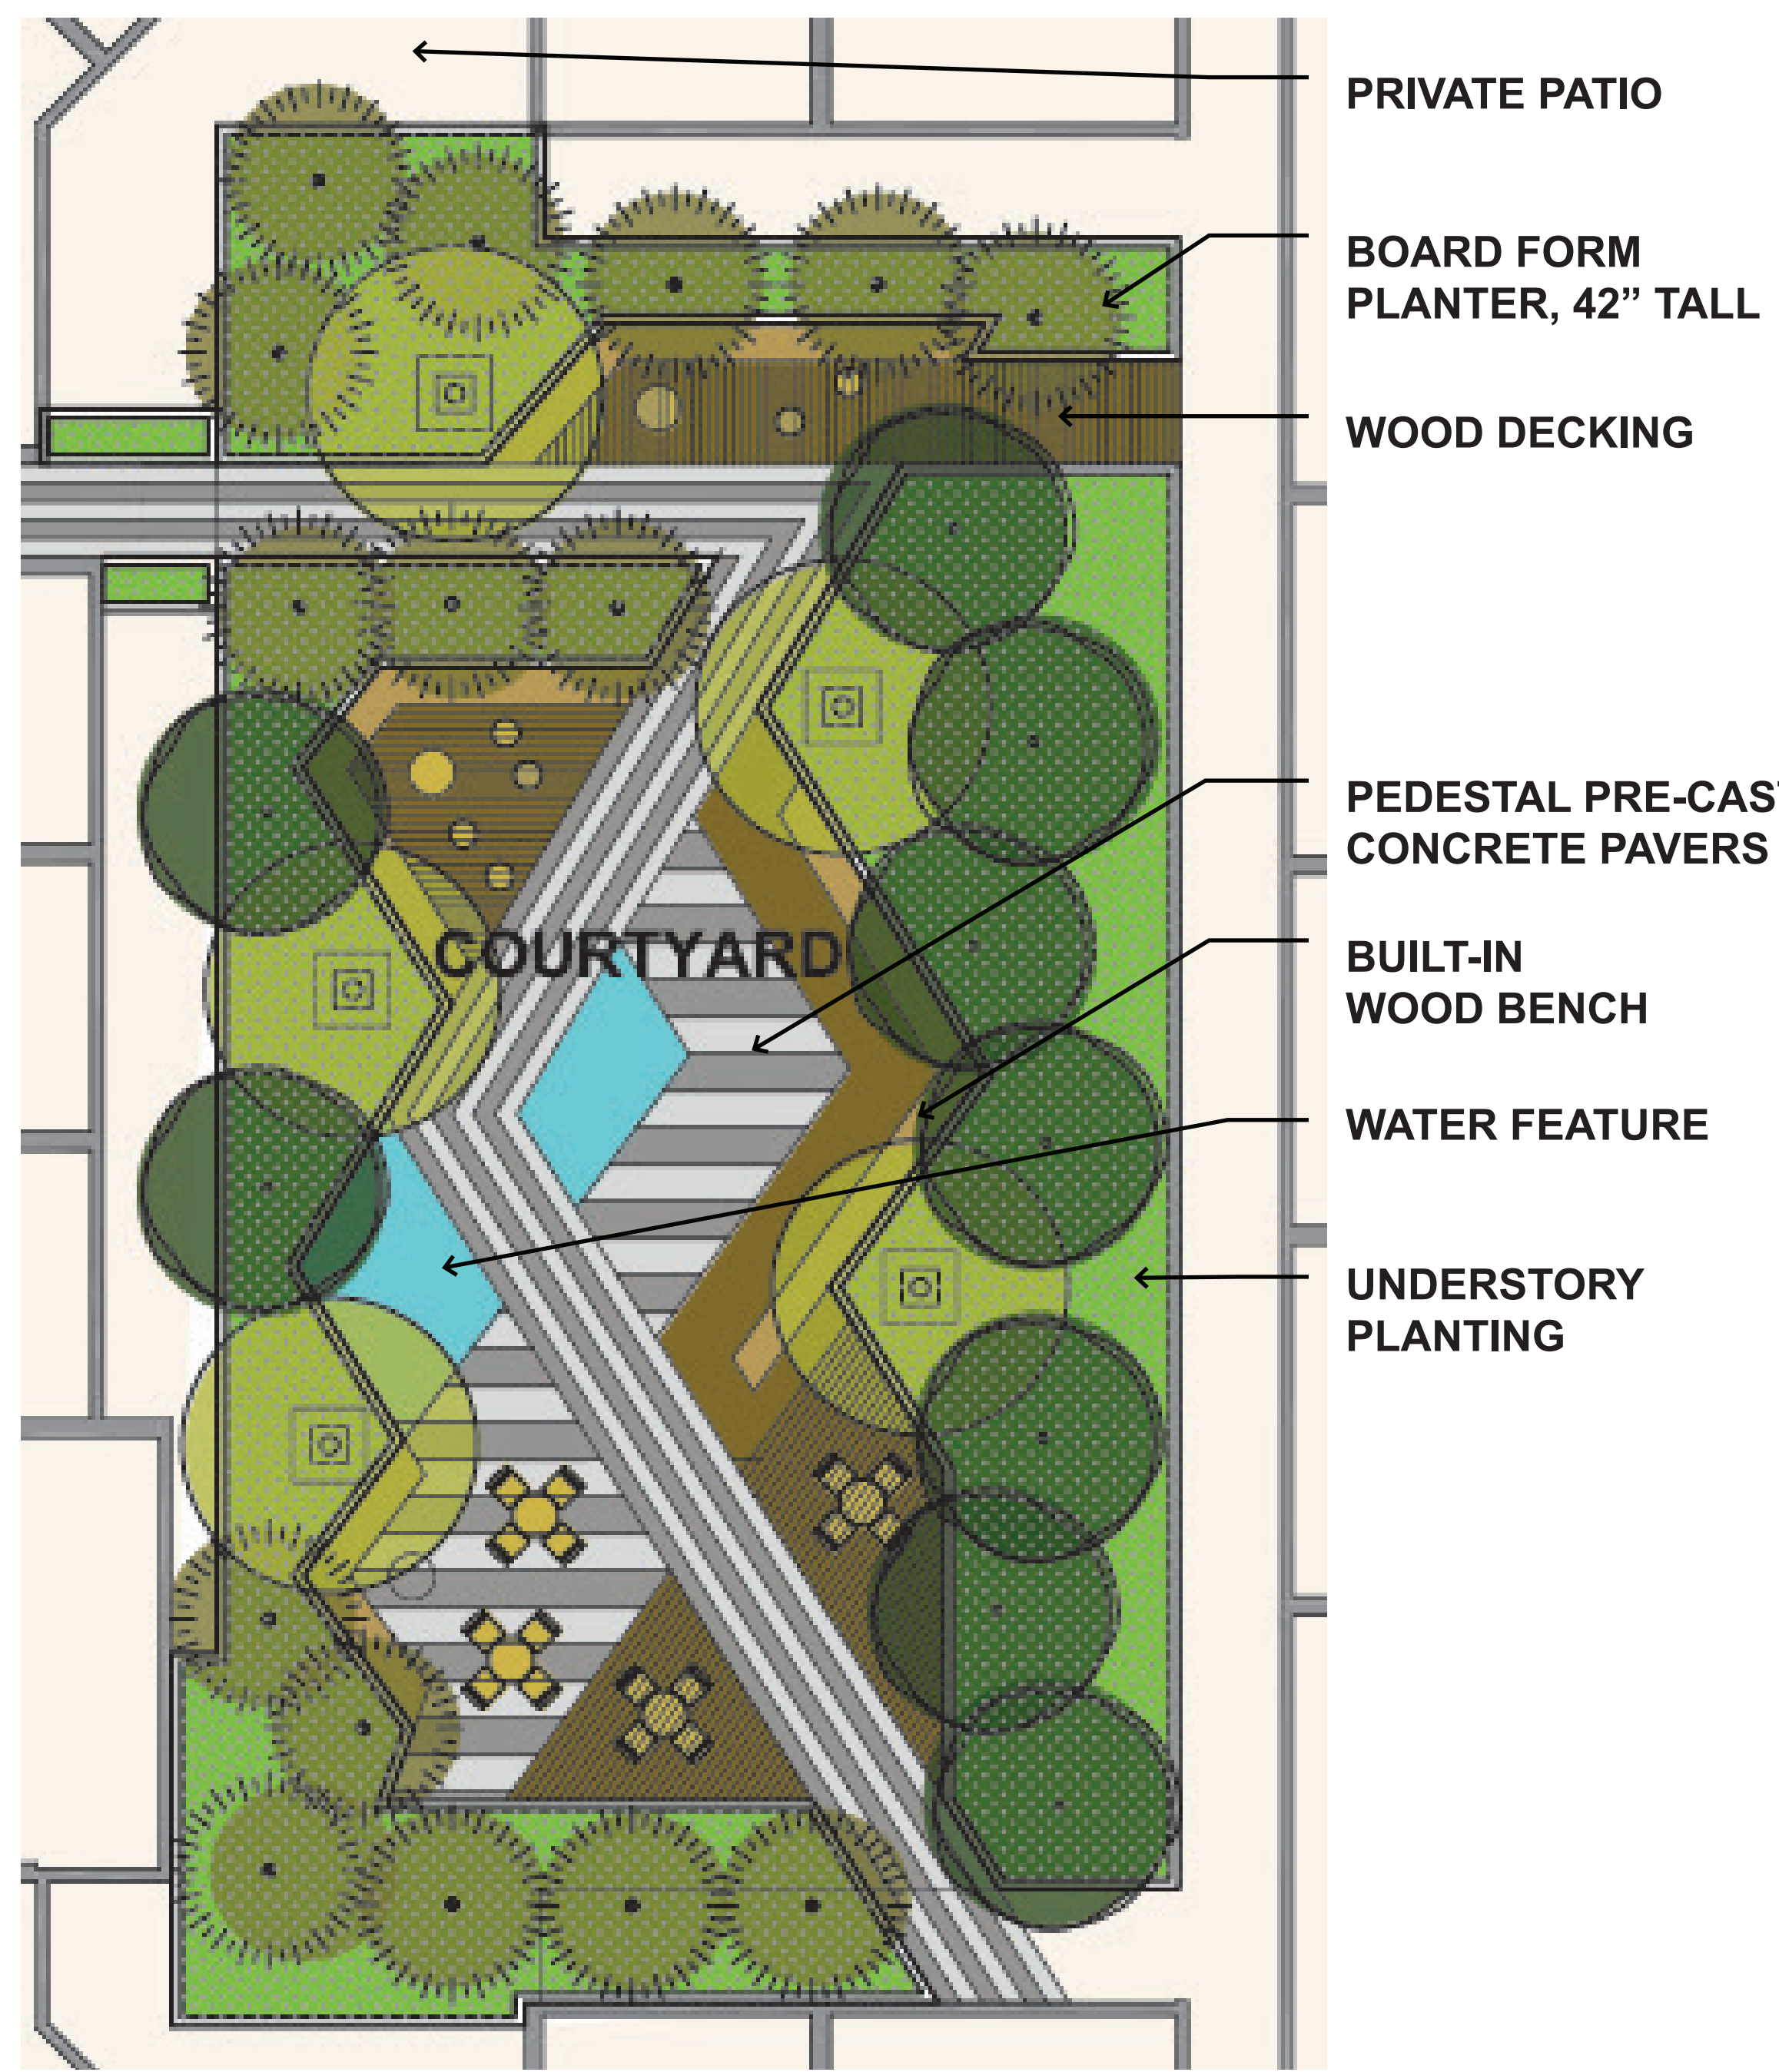 PRIVATE PATIO
BOARD FORM
PLANTER, 42” TALL
WOOD DECKING
PEDESTAL PRE-CAST
CONCRETE PAVERS
COURTYARD
BUILT-IN
WOOD BENCH
WATER FEATURE
UNDERSTORY
PLANTING